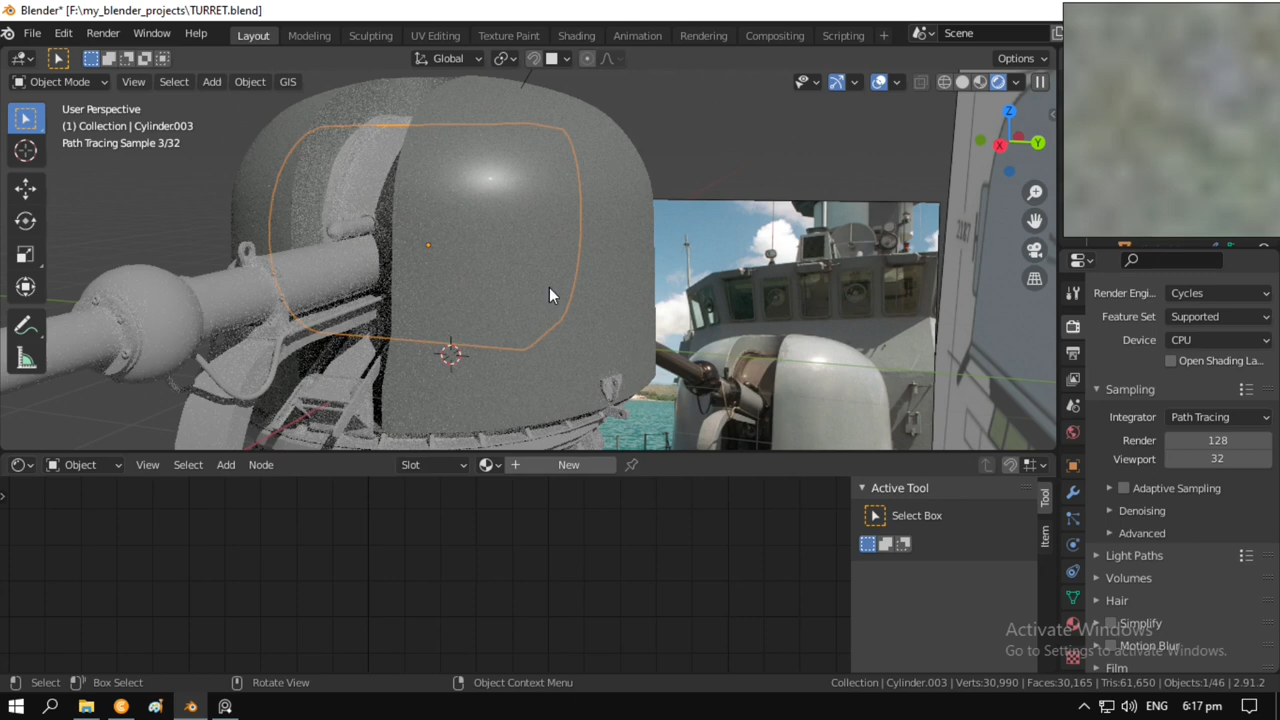 Blender* [F:\my_blender_projects\TURRET.blend]
File Edit Render Window Help Layout Modeling Sculpting UV Editing Texture Paint Shading Animation Rendering Compositing Scripting + Scene
Global Options
Object Mode View Select Add Object GIS
User Perspective
(1) Collection | Cylinder.003
Path Tracing Sample 3/32
Z
X Y
Render Engi... Cycles
Feature Set Supported
Device CPU
Open Shading La...
Sampling
Integrator Path Tracing
Render 128
Viewport 32
Adaptive Sampling
Denoising
Advanced
Light Paths
Volumes
Hair
Simplify
Motion Blur
Film
Object View Select Add Node Slot + New
Active Tool
Select Box
Tool
Item
Activate Windows
Go to Settings to activate Windows.
Select Box Select Rotate View Object Context Menu Collection | Cylinder.003 | Verts:30,990 | Faces:30,165 | Tris:61,650 | Objects:1/46 | 2.91.2
ENG 6:17 pm